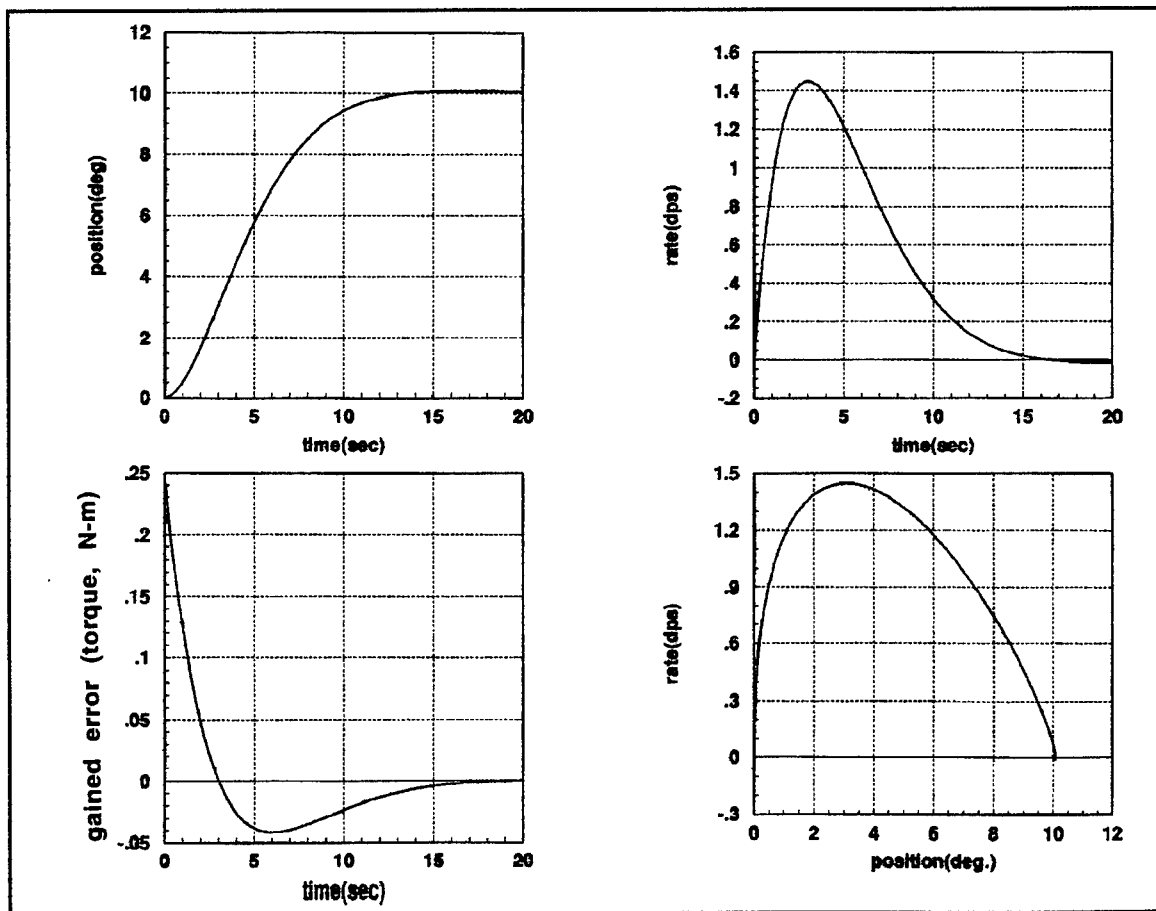 12
10
8
6
4
2
0
position(deg)
0 5 10 15 20
time(sec)
1.6
1.4
1.2
1
.8
.6
.4
.2
0
-.2
rate(dps)
0 5 10 15 20
time(sec)
.25
.2
.15
.1
.05
0
-.05
gained error (torque, N-m)
0 5 10 15 20
time(sec)
1.5
1.2
.9
.6
.3
0
-.3
rate(dps)
0 2 4 6 8 10 12
position(deg.)